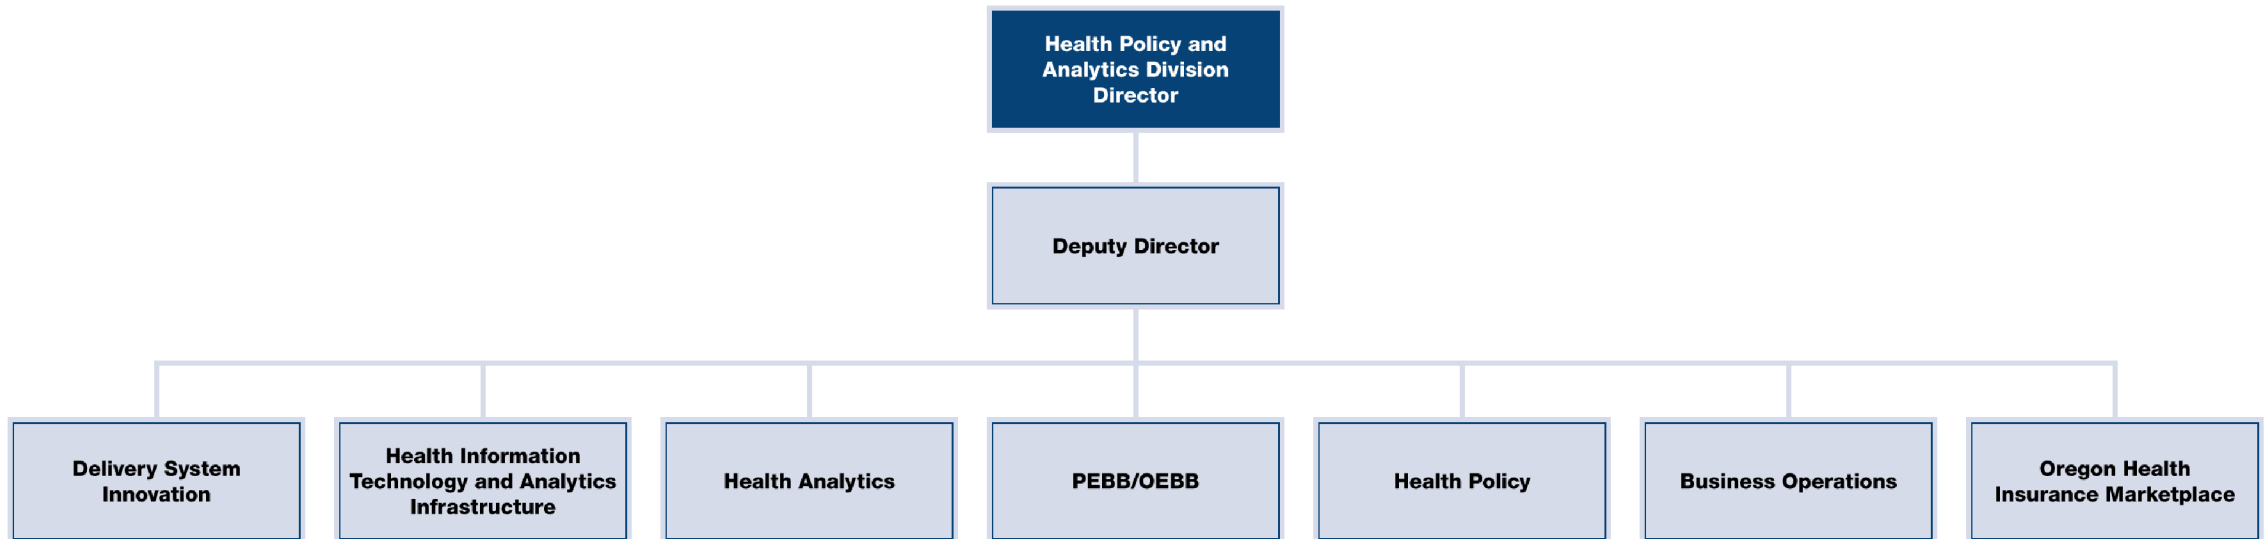 Health Policy and
Analytics Division
Director
Deputy Director
Delivery System
Innovation
Health Information
Technology and Analytics
Infrastructure
Health Analytics
PEBB/OEBB
Health Policy
Business Operations
Oregon Health
Insurance Marketplace